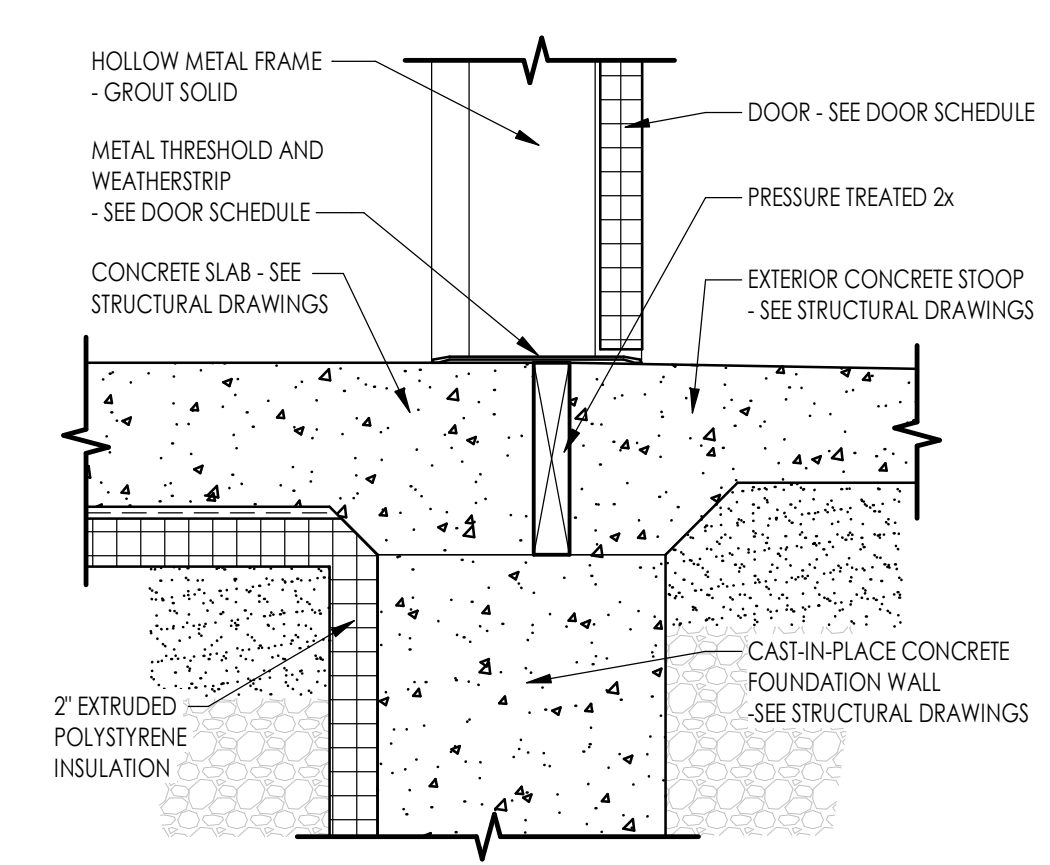 HOLLOW METAL FRAME
- GROUT SOLID
METAL THRESHOLD AND
WEATHERSTRIP
- SEE DOOR SCHEDULE
CONCRETE SLAB - SEE
STRUCTURAL DRAWINGS
2" EXTRUDED
POLYSTYRENE
INSULATION
DOOR - SEE DOOR SCHEDULE
PRESSURE TREATED 2x
EXTERIOR CONCRETE STOOP
- SEE STRUCTURAL DRAWINGS
CAST-IN-PLACE CONCRETE
FOUNDATION WALL
-SEE STRUCTURAL DRAWINGS